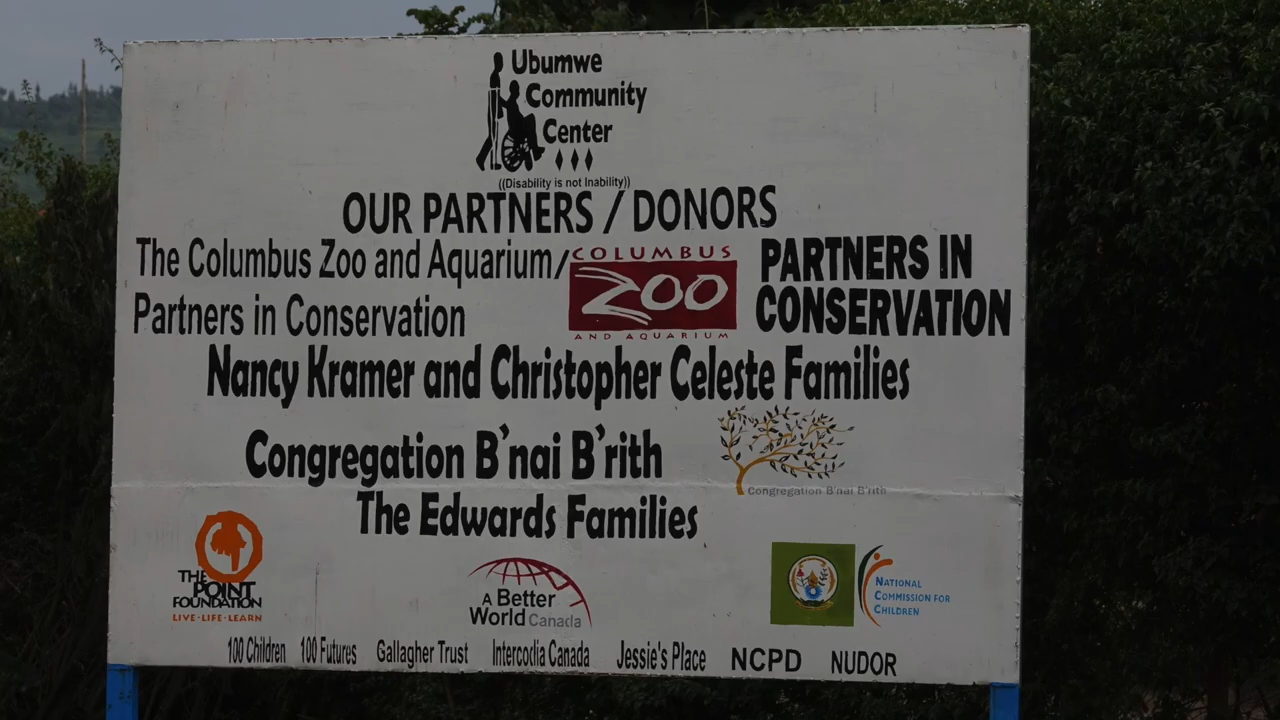 Ubumwe
Community
Center
((Disability is not Inability))
OUR PARTNERS / DONORS
The Columbus Zoo and Aquarium/
Partners in Conservation
COLUMBUS
ZOO
AND AQUARIUM
PARTNERS IN
CONSERVATION
Nancy Kramer and Christopher Celeste Families
Congregation B'nai B'rith
Congregation B'nai B'rith
The Edwards Families
THE
POINT
FOUNDATION
LIVE·LIFE·LEARN
A Better
World Canada
NATIONAL
COMMISSION FOR
CHILDREN
100 Children 100 Futures Gallagher Trust Intercoclia Canada Jessie's Place NCPD NUDOR